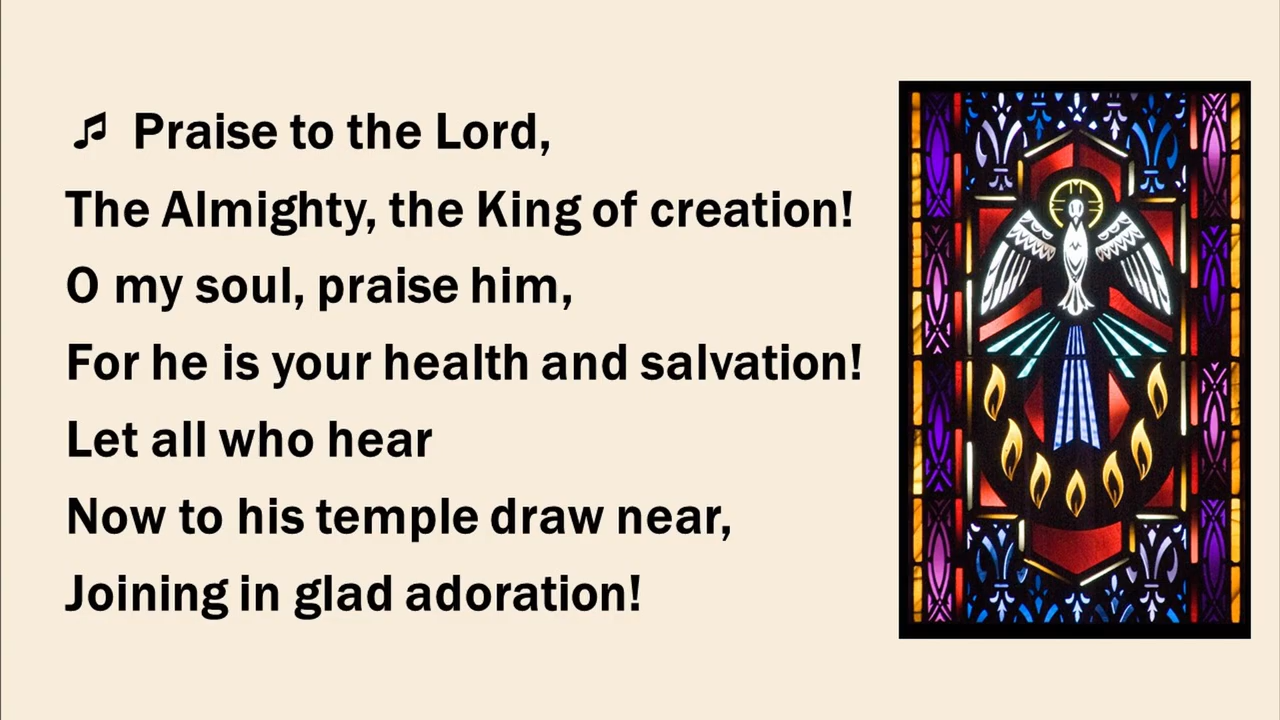 ♫ Praise to the Lord,
The Almighty, the King of creation!
O my soul, praise him,
For he is your health and salvation!
Let all who hear
Now to his temple draw near,
Joining in glad adoration!